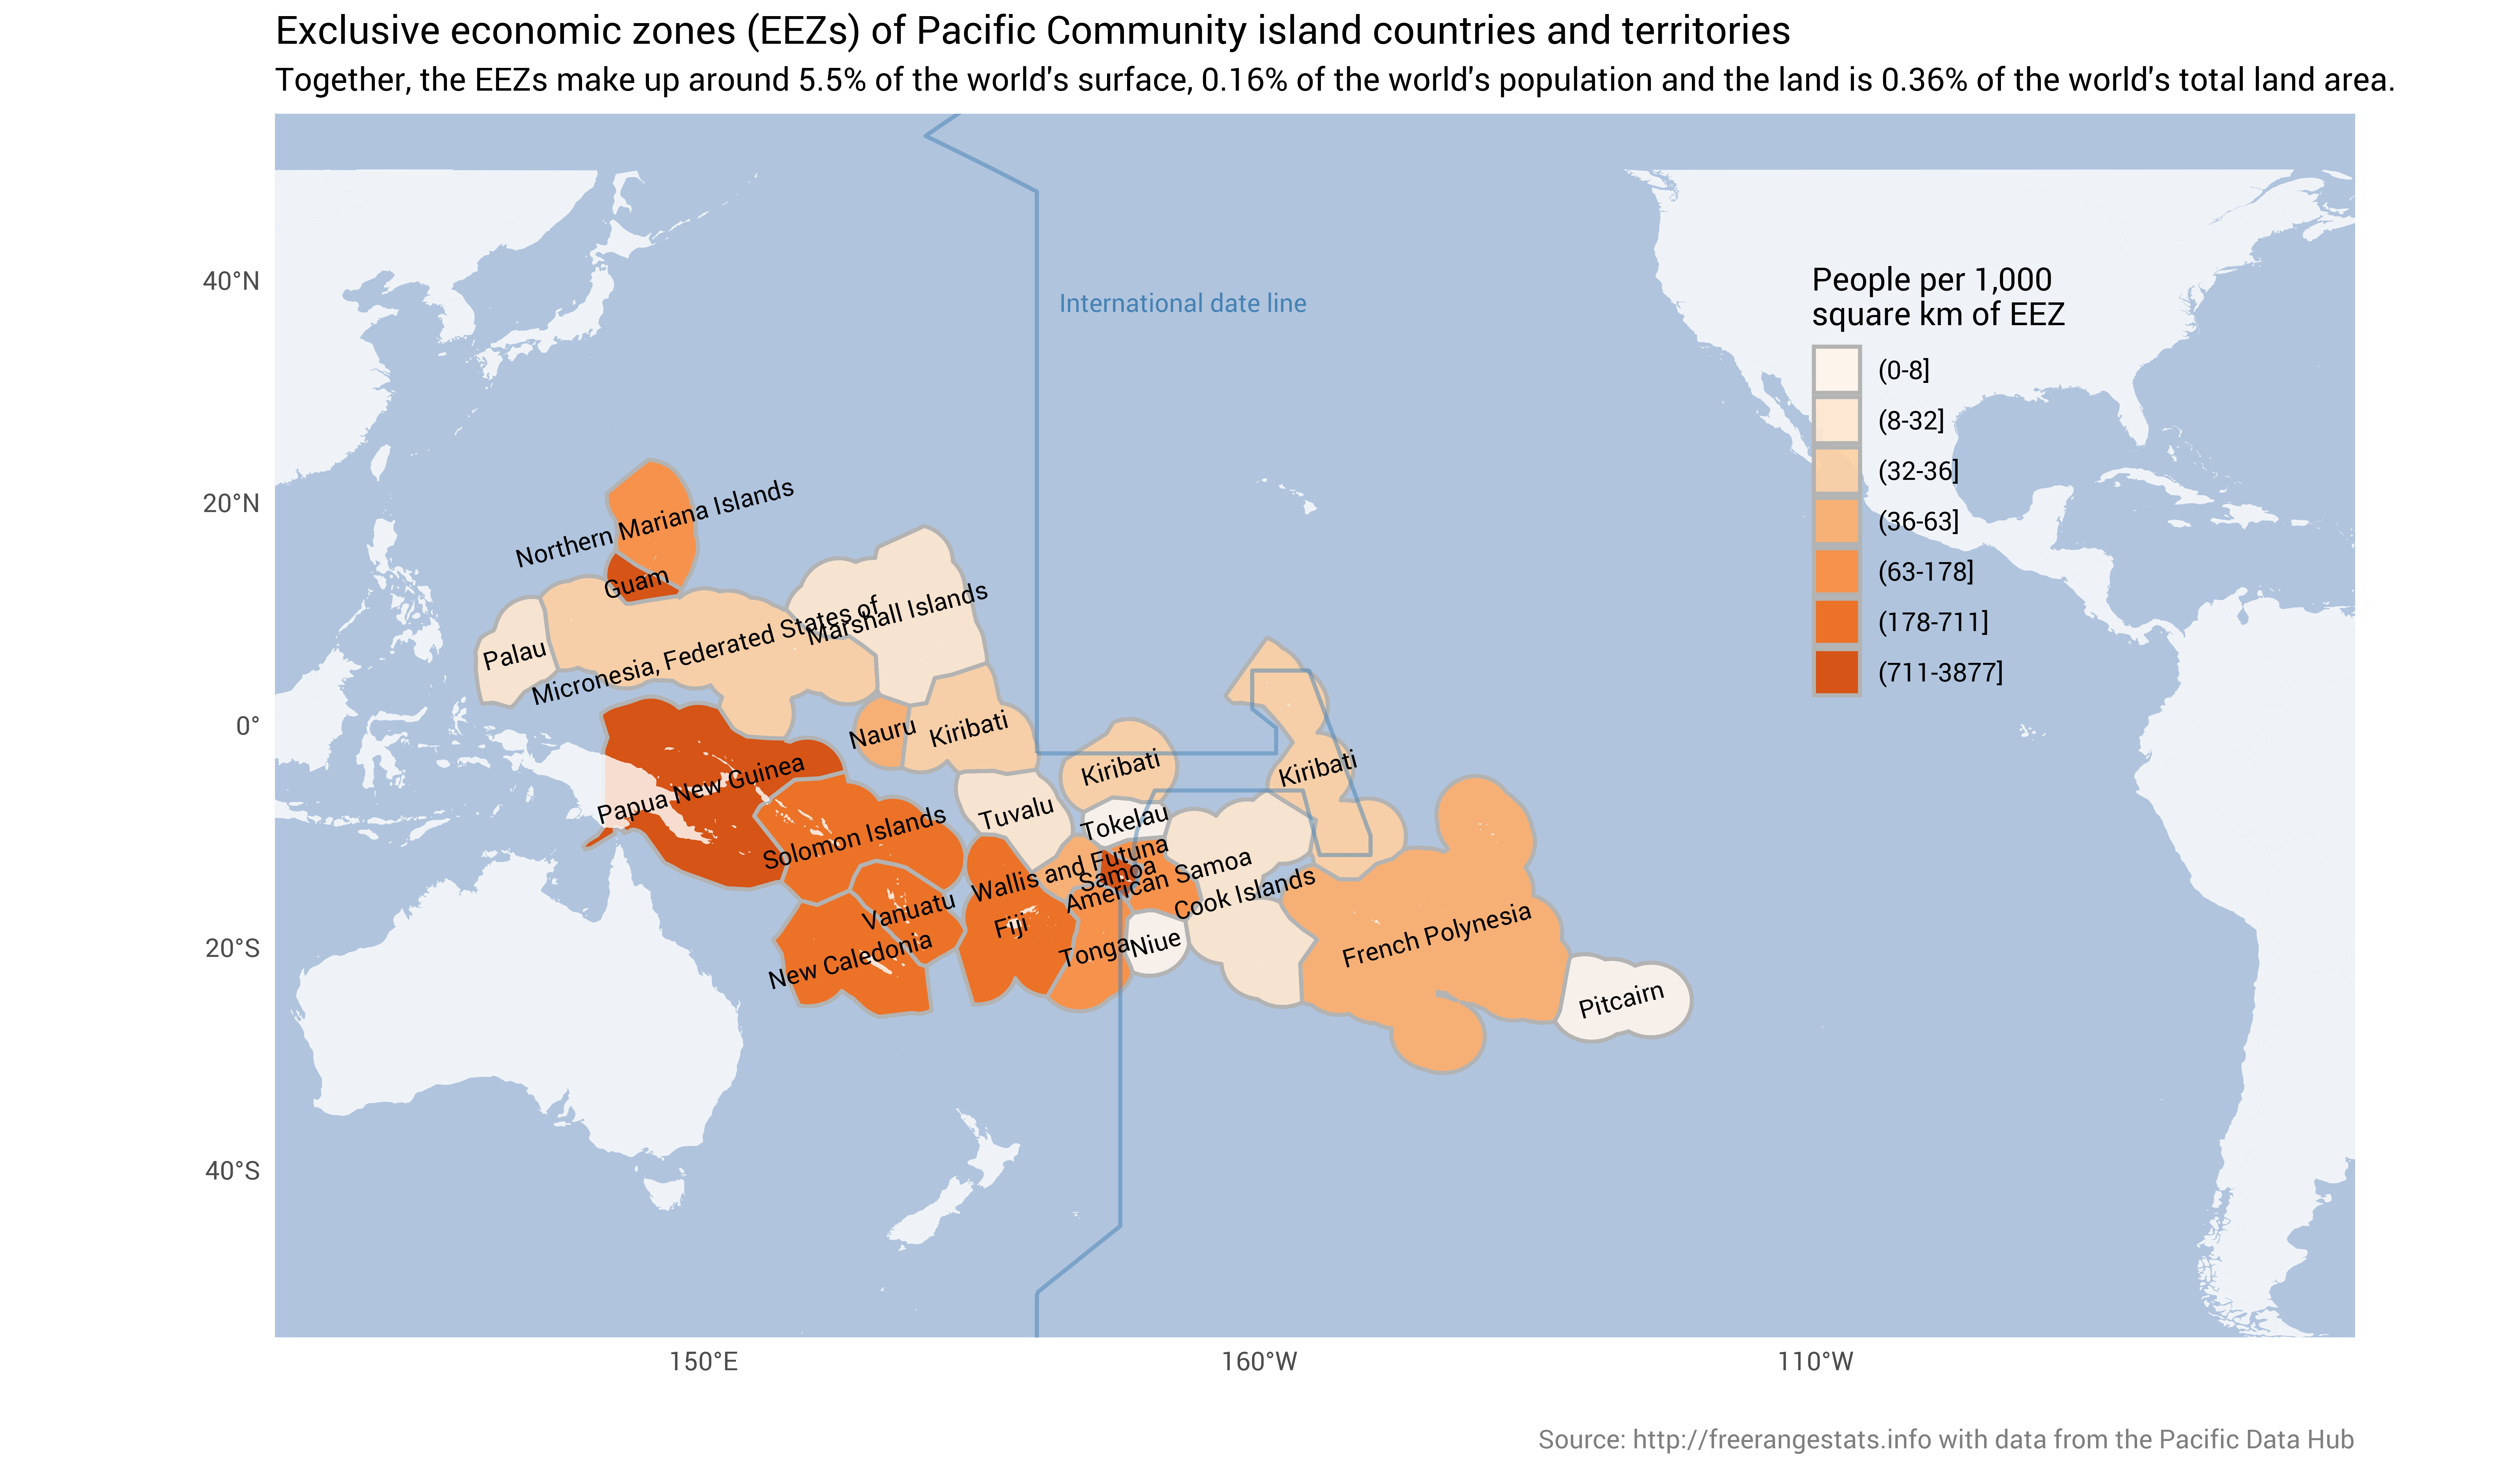 Exclusive economic zones (EEZs) of Pacific Community island countries and territories
Together, the EEZs make up around 5.5% of the world's surface, 0.16% of the world's population and the land is 0.36% of the world's total land area.
International date line
People per 1,000
square km of EEZ
(0-8]
(8-32]
(32-36]
(36-63]
(63-178]
(178-711]
(711-3877]
40°N
20°N
0°
20°S
40°S
Northern Mariana Islands
Guam
Palau
Micronesia, Federated States of
Marshall Islands
Nauru
Kiribati
Kiribati
Kiribati
Papua New Guinea
Solomon Islands
Tuvalu
Tokelau
Wallis and Futuna
Samoa
American Samoa
Cook Islands
Vanuatu
Fiji
New Caledonia
Tonga
Niue
French Polynesia
Pitcairn
150°E
160°W
110°W
Source: http://freerangestats.info with data from the Pacific Data Hub